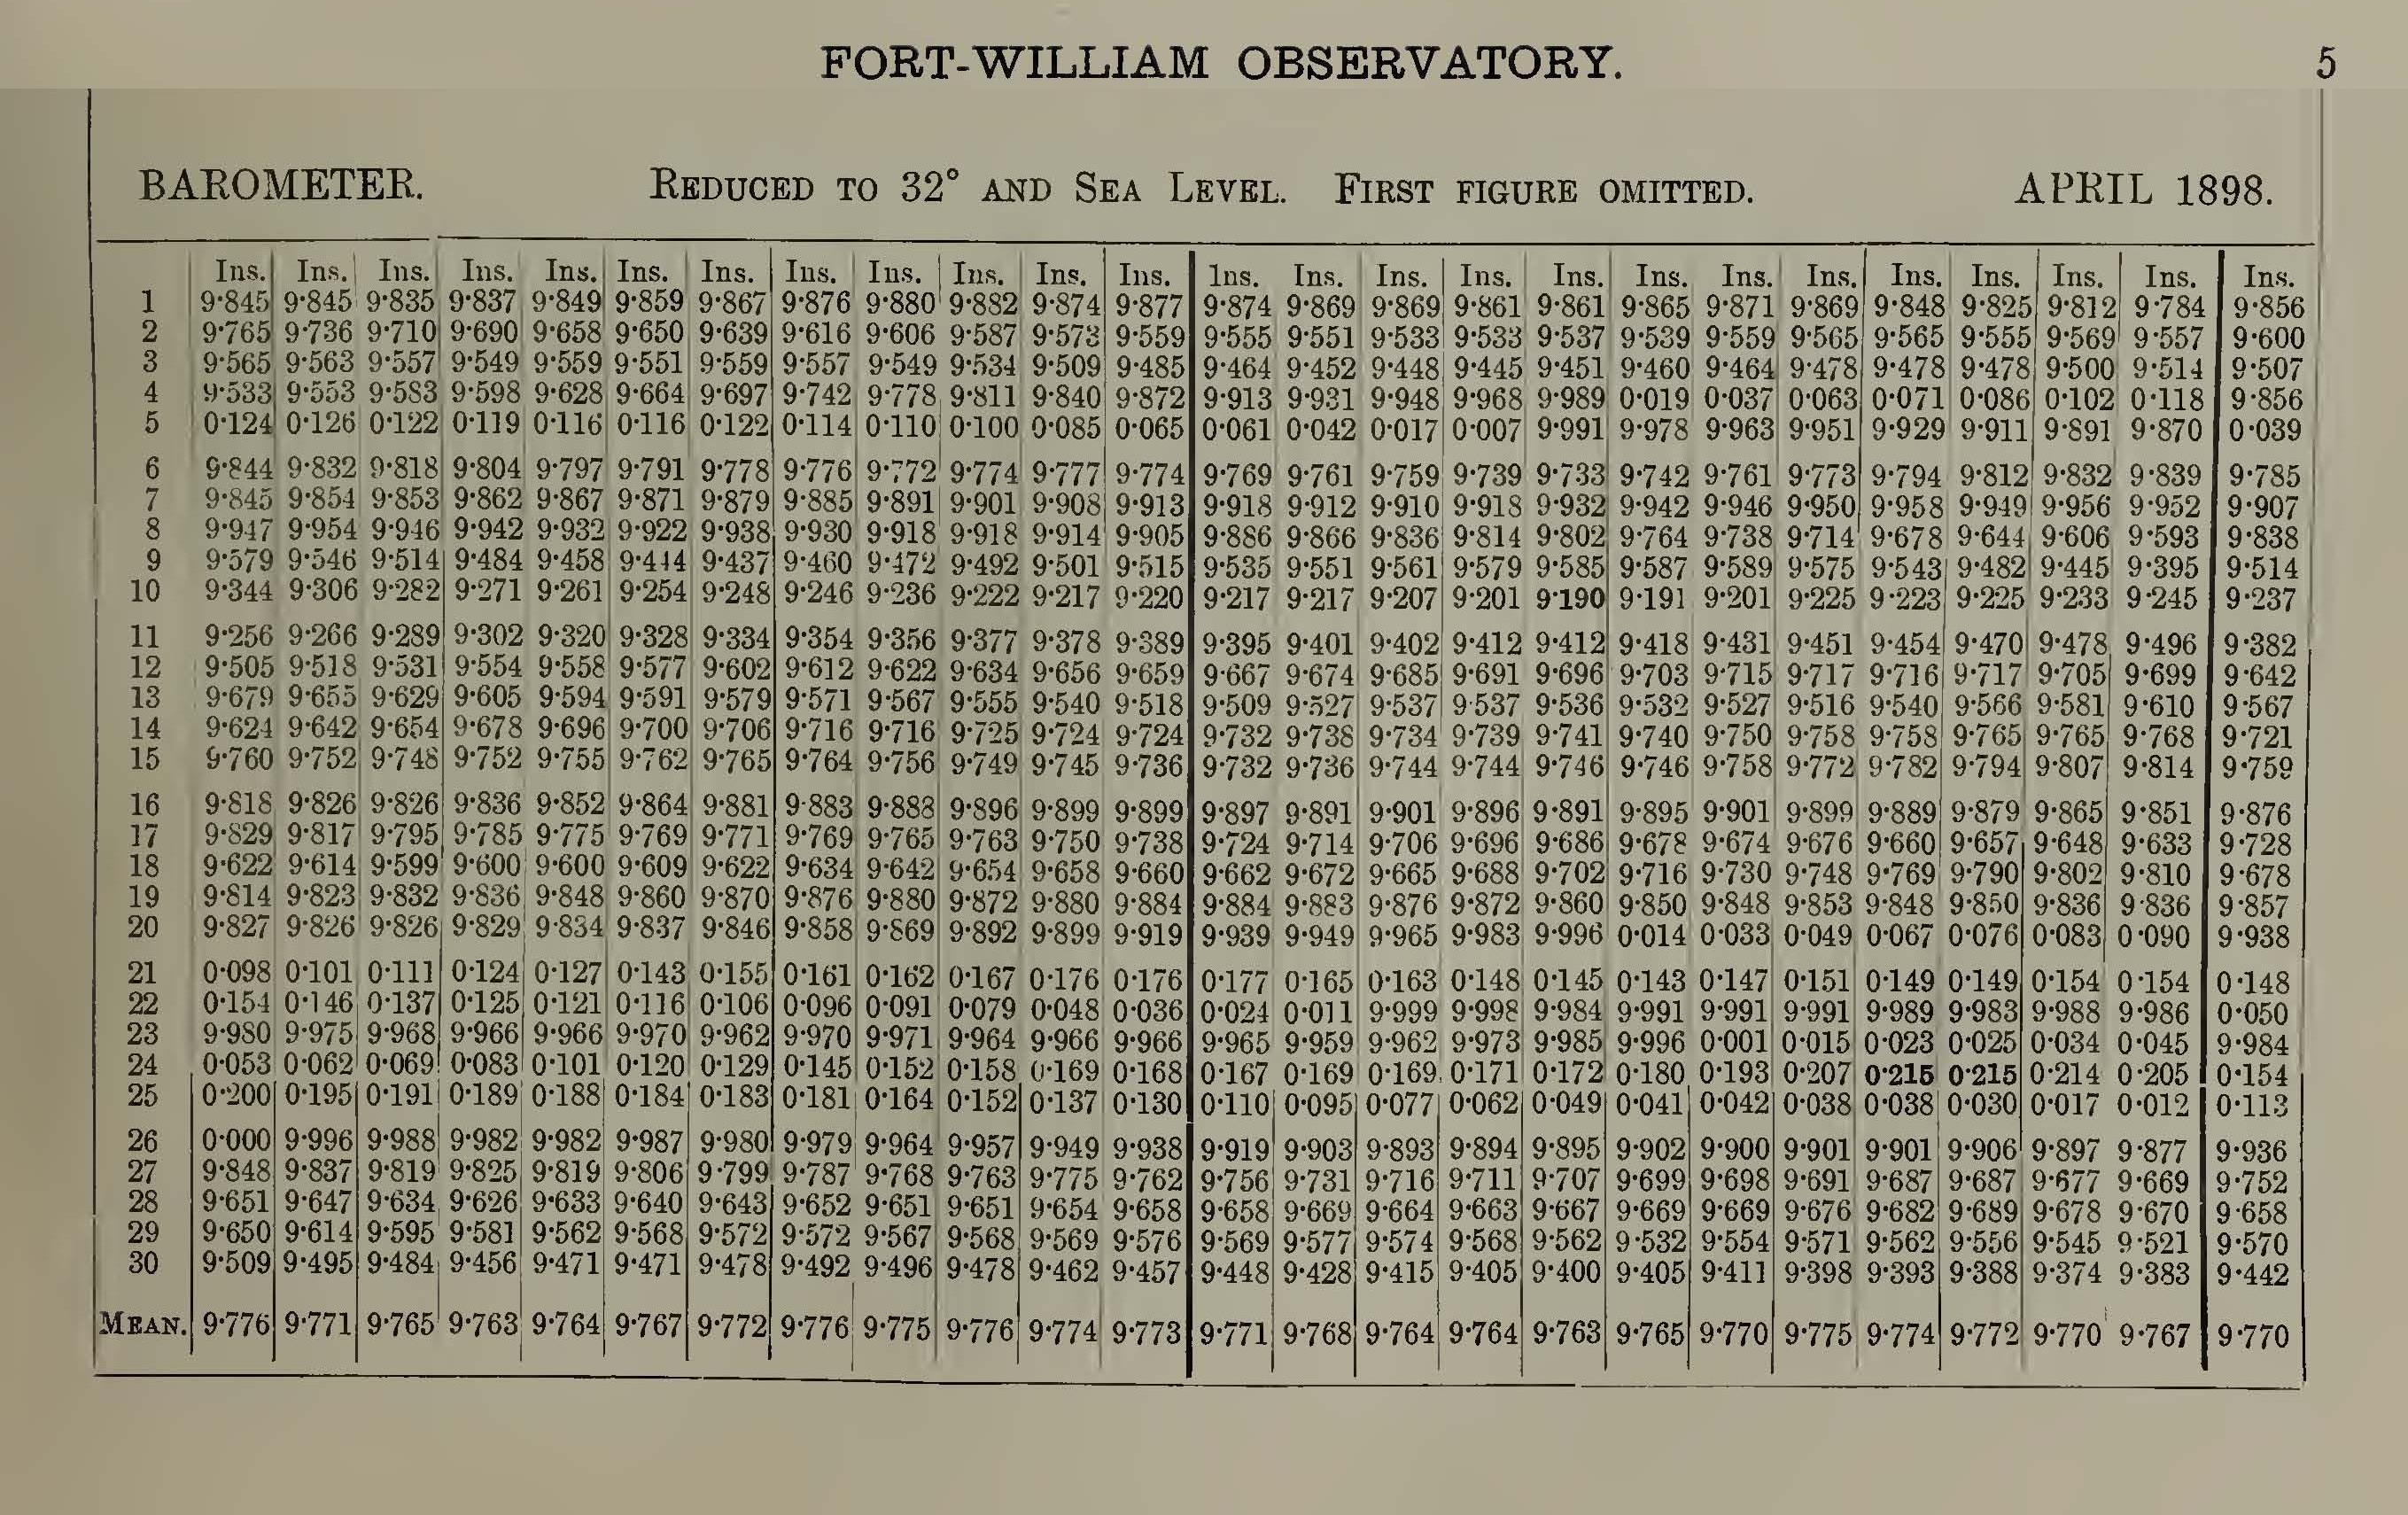 FORT-WILLIAM OBSERVATORY. 5
BAROMETER. REDUCED TO 32° AND SEA LEVEL. FIRST FIGURE OMITTED. APRIL 1898.
Ins. Ins. Ins. Ins. Ins. Ins. Ins. Ins. Ins. Ins. Ins. Ins. Ins. Ins. Ins. Ins. Ins. Ins. Ins. Ins. Ins. Ins. Ins. Ins. Ins.
1 9·845 9·845 9·835 9·837 9·849 9·859 9·867 9·876 9·880 9·882 9·874 9·877 9·874 9·869 9·869 9·861 9·861 9·865 9·871 9·869 9·848 9·825 9·812 9·784 9·856
2 9·765 9·736 9·710 9·690 9·658 9·650 9·639 9·616 9·606 9·587 9·573 9·559 9·555 9·551 9·533 9·533 9·537 9·539 9·559 9·565 9·565 9·555 9·569 9·557 9·600
3 9·565 9·563 9·557 9·549 9·559 9·551 9·559 9·557 9·549 9·534 9·509 9·485 9·464 9·452 9·448 9·445 9·451 9·460 9·464 9·478 9·478 9·478 9·500 9·514 9·507
4 9·533 9·553 9·583 9·598 9·628 9·664 9·697 9·742 9·778 9·811 9·840 9·872 9·913 9·931 9·948 9·968 9·989 0·019 0·037 0·063 0·071 0·086 0·102 0·118 9·856
5 0·124 0·126 0·122 0·119 0·116 0·116 0·122 0·114 0·110 0·100 0·085 0·065 0·061 0·042 0·017 0·007 9·991 9·978 9·963 9·951 9·929 9·911 9·891 9·870 0·039
6 9·844 9·832 9·818 9·804 9·797 9·791 9·778 9·776 9·772 9·774 9·777 9·774 9·769 9·761 9·759 9·739 9·733 9·742 9·761 9·773 9·794 9·812 9·832 9·839 9·785
7 9·845 9·854 9·853 9·862 9·867 9·871 9·879 9·885 9·891 9·901 9·908 9·913 9·918 9·912 9·910 9·918 9·932 9·942 9·946 9·950 9·958 9·949 9·956 9·952 9·907
8 9·947 9·954 9·946 9·942 9·932 9·922 9·938 9·930 9·918 9·918 9·914 9·905 9·886 9·866 9·836 9·814 9·802 9·764 9·738 9·714 9·678 9·644 9·606 9·593 9·838
9 9·579 9·546 9·514 9·484 9·458 9·444 9·437 9·460 9·472 9·492 9·501 9·515 9·535 9·551 9·561 9·579 9·585 9·587 9·589 9·575 9·543 9·482 9·445 9·395 9·514
10 9·344 9·306 9·282 9·271 9·261 9·254 9·248 9·246 9·236 9·222 9·217 9·220 9·217 9·217 9·207 9·201 9·190 9·191 9·201 9·225 9·223 9·225 9·233 9·245 9·237
11 9·256 9·266 9·289 9·302 9·320 9·328 9·334 9·354 9·356 9·377 9·378 9·389 9·395 9·401 9·402 9·412 9·412 9·418 9·431 9·451 9·454 9·470 9·478 9·496 9·382
12 9·505 9·518 9·531 9·554 9·558 9·577 9·602 9·612 9·622 9·634 9·656 9·659 9·667 9·674 9·685 9·691 9·696 9·703 9·715 9·717 9·716 9·717 9·705 9·699 9·642
13 9·679 9·655 9·629 9·605 9·594 9·591 9·579 9·571 9·567 9·555 9·540 9·518 9·509 9·527 9·537 9·537 9·536 9·532 9·527 9·516 9·540 9·566 9·581 9·610 9·567
14 9·624 9·642 9·654 9·678 9·696 9·700 9·706 9·716 9·716 9·725 9·724 9·724 9·732 9·738 9·734 9·739 9·741 9·740 9·750 9·758 9·758 9·765 9·765 9·768 9·721
15 9·760 9·752 9·748 9·752 9·755 9·762 9·765 9·764 9·756 9·749 9·745 9·736 9·732 9·736 9·744 9·744 9·746 9·746 9·758 9·772 9·782 9·794 9·807 9·814 9·759
16 9·818 9·826 9·826 9·836 9·852 9·864 9·881 9·883 9·888 9·896 9·899 9·899 9·897 9·891 9·901 9·896 9·891 9·895 9·901 9·899 9·889 9·879 9·865 9·851 9·876
17 9·829 9·817 9·795 9·785 9·775 9·769 9·771 9·769 9·765 9·763 9·750 9·738 9·724 9·714 9·706 9·696 9·686 9·678 9·674 9·676 9·660 9·657 9·648 9·633 9·728
18 9·622 9·614 9·599 9·600 9·600 9·609 9·622 9·634 9·642 9·654 9·658 9·660 9·662 9·672 9·665 9·688 9·702 9·716 9·730 9·748 9·769 9·790 9·802 9·810 9·678
19 9·814 9·823 9·832 9·836 9·848 9·860 9·870 9·876 9·880 9·872 9·880 9·884 9·884 9·883 9·876 9·872 9·860 9·850 9·848 9·853 9·848 9·850 9·836 9·836 9·857
20 9·827 9·826 9·826 9·829 9·834 9·837 9·846 9·858 9·869 9·892 9·899 9·919 9·939 9·949 9·965 9·983 9·996 0·014 0·033 0·049 0·067 0·076 0·083 0·090 9·938
21 0·098 0·101 0·111 0·124 0·127 0·143 0·155 0·161 0·162 0·167 0·176 0·176 0·177 0·165 0·163 0·148 0·145 0·143 0·147 0·151 0·149 0·149 0·154 0·154 0·148
22 0·154 0·146 0·137 0·125 0·121 0·116 0·106 0·096 0·091 0·079 0·048 0·036 0·024 0·011 9·999 9·998 9·984 9·991 9·991 9·991 9·989 9·983 9·988 9·986 0·050
23 9·980 9·975 9·968 9·966 9·966 9·970 9·962 9·970 9·971 9·964 9·966 9·966 9·965 9·959 9·962 9·973 9·985 9·996 0·001 0·015 0·023 0·025 0·034 0·045 9·984
24 0·053 0·062 0·069 0·083 0·101 0·120 0·129 0·145 0·152 0·158 0·169 0·168 0·167 0·169 0·169 0·171 0·172 0·180 0·193 0·207 0·215 0·215 0·214 0·205 0·154
25 0·200 0·195 0·191 0·189 0·188 0·184 0·183 0·181 0·164 0·152 0·137 0·130 0·110 0·095 0·077 0·062 0·049 0·041 0·042 0·038 0·038 0·030 0·017 0·012 0·113
26 0·000 9·996 9·988 9·982 9·982 9·987 9·980 9·979 9·964 9·957 9·949 9·938 9·919 9·903 9·893 9·894 9·895 9·902 9·900 9·901 9·901 9·906 9·897 9·877 9·936
27 9·848 9·837 9·819 9·825 9·819 9·806 9·799 9·787 9·768 9·763 9·775 9·762 9·756 9·731 9·716 9·711 9·707 9·699 9·698 9·691 9·687 9·687 9·677 9·669 9·752
28 9·651 9·647 9·634 9·626 9·633 9·640 9·643 9·652 9·651 9·651 9·654 9·658 9·658 9·669 9·664 9·663 9·667 9·669 9·669 9·676 9·682 9·689 9·678 9·670 9·658
29 9·650 9·614 9·595 9·581 9·562 9·568 9·572 9·572 9·567 9·568 9·569 9·576 9·569 9·577 9·574 9·568 9·562 9·532 9·554 9·571 9·562 9·556 9·545 9·521 9·570
30 9·509 9·495 9·484 9·456 9·471 9·471 9·478 9·492 9·496 9·478 9·462 9·457 9·448 9·428 9·415 9·405 9·400 9·405 9·411 9·398 9·393 9·388 9·374 9·383 9·442
MEAN. 9·776 9·771 9·765 9·763 9·764 9·767 9·772 9·776 9·775 9·776 9·774 9·773 9·771 9·768 9·764 9·764 9·763 9·765 9·770 9·775 9·774 9·772 9·770 9·767 9·770